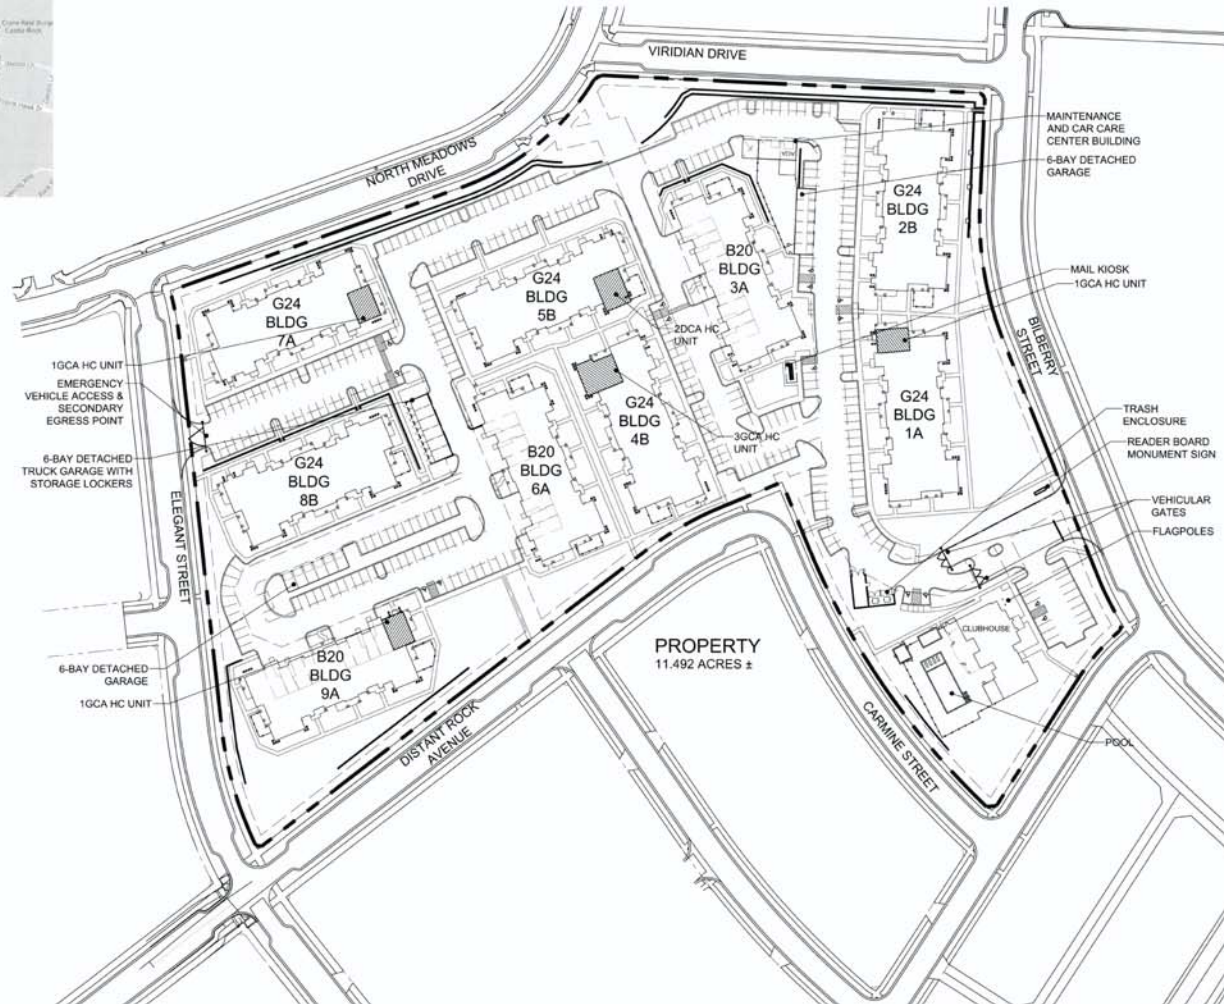 VIRIDIAN DRIVE
NORTH MEADOWS
DRIVE
MAINTENANCE
AND CAR CARE
CENTER BUILDING
6-BAY DETACHED
GARAGE
G24
BLDG
2B
B20
BLDG
3A
MAIL KIOSK
1GCA HC UNIT
G24
BLDG
5B
G24
BLDG
7A
2DCA HC
UNIT
BILBERRY
STREET
1GCA HC UNIT
EMERGENCY
VEHICLE ACCESS &
SECONDARY
EGRESS POINT
G24
BLDG
4B
G24
BLDG
1A
TRASH
ENCLOSURE
3GCA HC
UNIT
READER BOARD
MONUMENT SIGN
6-BAY DETACHED
TRUCK GARAGE WITH
STORAGE LOCKERS
G24
BLDG
8B
B20
BLDG
6A
ELEGANT STREET
VEHICULAR
GATES
FLAGPOLES
CLUBHOUSE
PROPERTY
11.492 ACRES ±
6-BAY DETACHED
GARAGE
B20
BLDG
9A
1GCA HC UNIT
DISTANT ROCK
AVENUE
CARMINE STREET
POOL